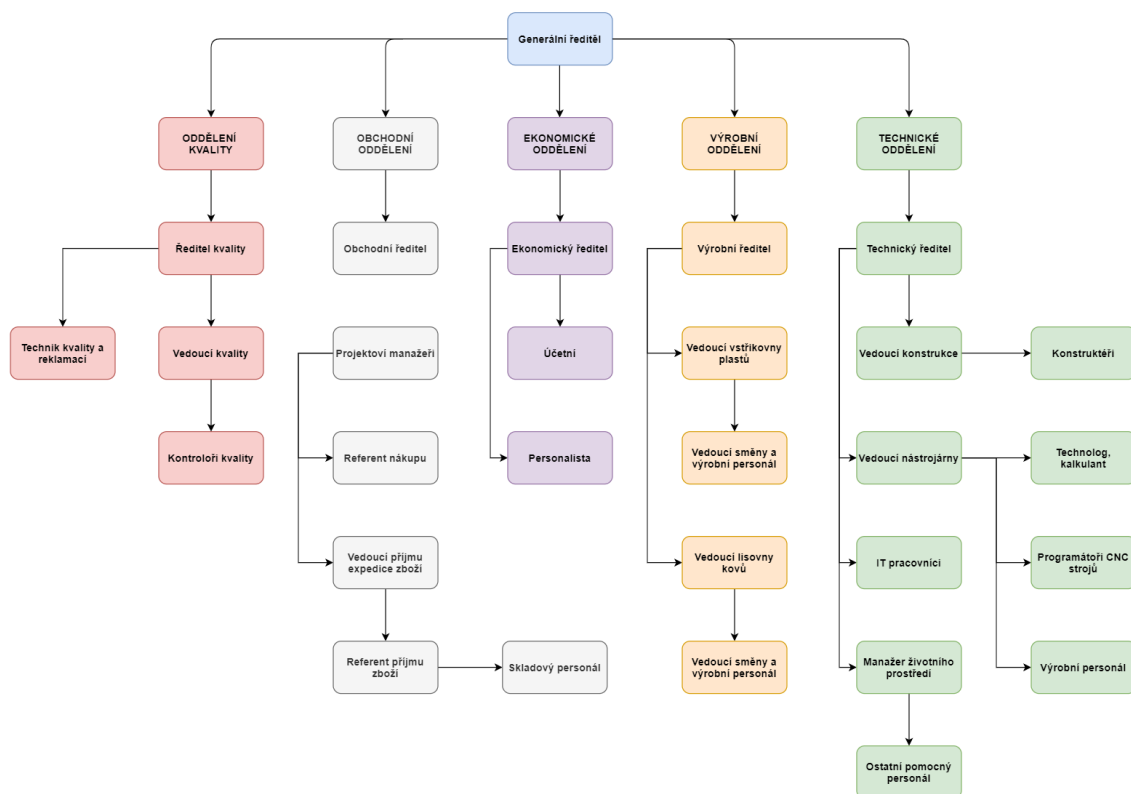 Generální ředitěl
ODDĚLENÍ
KVALITY
OBCHODNÍ
ODDĚLENÍ
EKONOMICKÉ
ODDĚLENÍ
VÝROBNÍ
ODDĚLENÍ
TECHNICKÉ
ODDĚLENÍ
Ředitel kvality
Obchodní ředitel
Ekonomický ředitel
Výrobní ředitel
Technický ředitel
Technik kvality a
reklamací
Vedoucí kvality
Projektoví manažeři
Účetní
Vedoucí vstřikovny
plastů
Vedoucí konstrukce
Konstruktéři
Kontroloři kvality
Referent nákupu
Personalista
Vedoucí směny a
výrobní personál
Vedoucí nástrojárny
Technolog,
kalkulant
Vedoucí příjmu
expedice zboží
Vedoucí lisovny
kovů
IT pracovníci
Programátoři CNC
strojů
Referent příjmu
zboží
Skladový personál
Vedoucí směny a
výrobní personál
Manažer životního
prostředí
Výrobní personál
Ostatní pomocný
personál